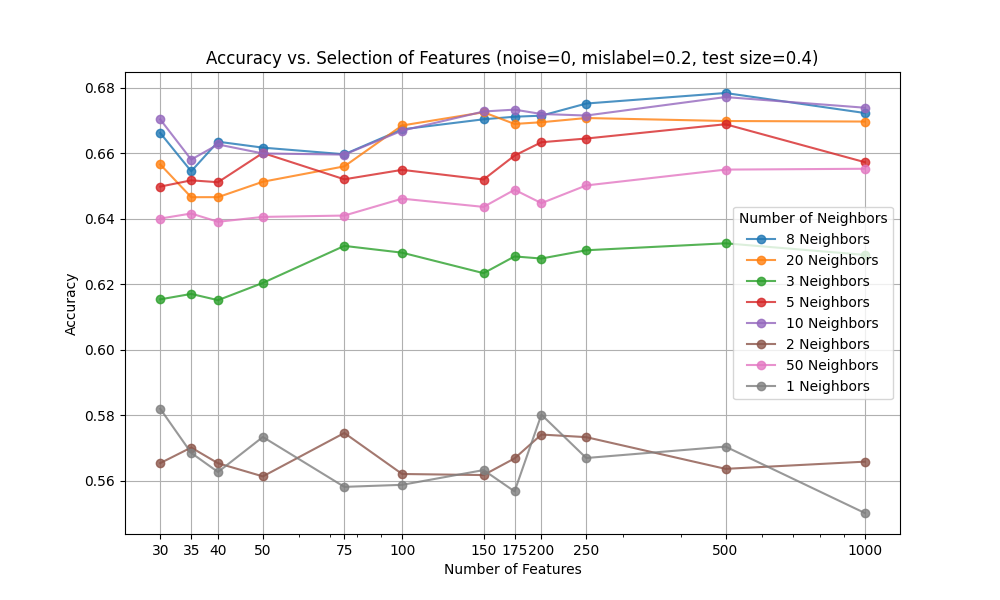 Accuracy vs. Selection of Features (noise=0, mislabel=0.2, test size=0.4)
0.68
0.66
0.64
0.62
0.60
0.58
0.56
Accuracy
Number of Neighbors
8 Neighbors
20 Neighbors
3 Neighbors
5 Neighbors
10 Neighbors
2 Neighbors
50 Neighbors
1 Neighbors
30 35 40 50 75 100 150 175 200 250 500 1000
Number of Features